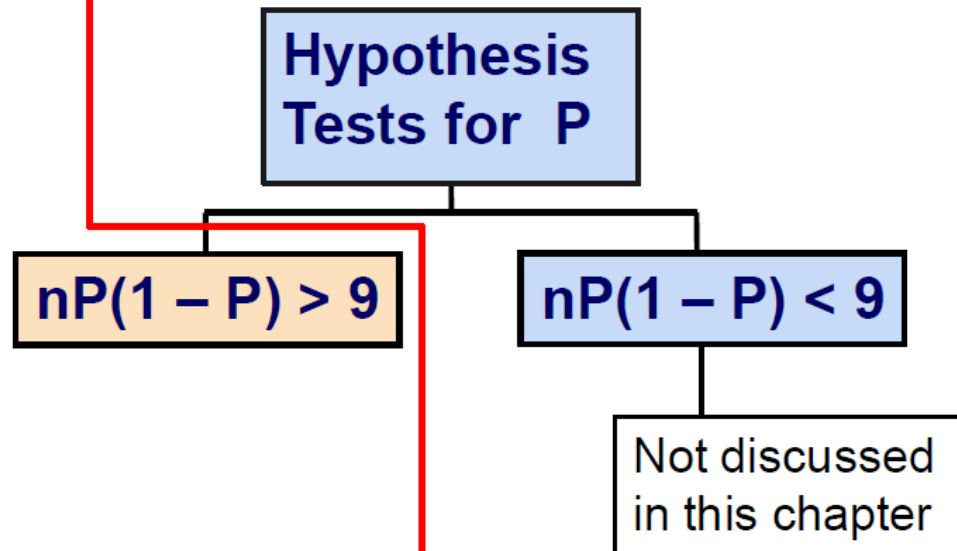 Hypothesis
Tests for P
nP(1 – P) > 9
nP(1 – P) < 9
Not discussed
in this chapter